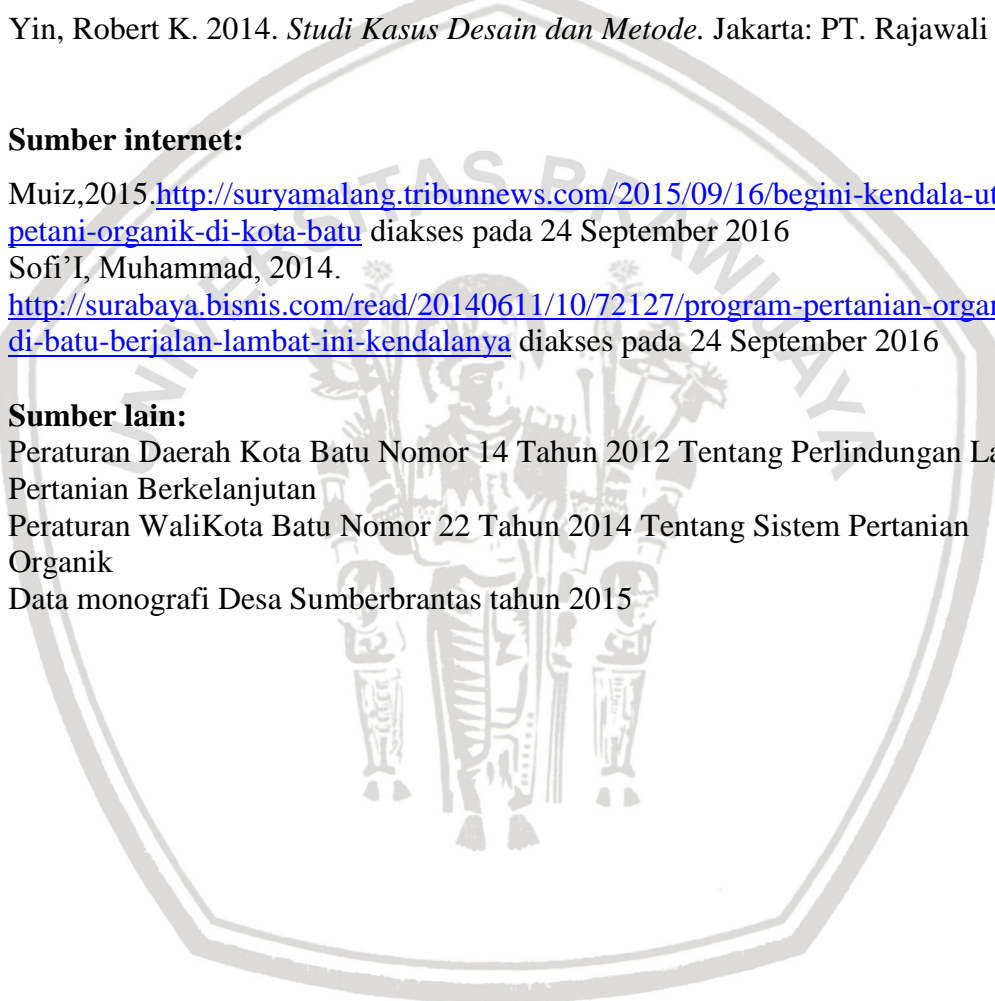 Yin, Robert K. 2014. Studi Kasus Desain dan Metode. Jakarta: PT. Rajawali
Sumber internet:
Muiz,2015.http://suryamalang.tribunnews.com/2015/09/16/begini-kendala-ut
petani-organik-di-kota-batu diakses pada 24 September 2016
Sofi’I, Muhammad, 2014.
http://surabaya.bisnis.com/read/20140611/10/72127/program-pertanian-organ
di-batu-berjalan-lambat-ini-kendalanya diakses pada 24 September 2016
Sumber lain:
Peraturan Daerah Kota Batu Nomor 14 Tahun 2012 Tentang Perlindungan La
Pertanian Berkelanjutan
Peraturan WaliKota Batu Nomor 22 Tahun 2014 Tentang Sistem Pertanian
Organik
Data monografi Desa Sumberbrantas tahun 2015
UNIVERSITAS BRAWIJAYA